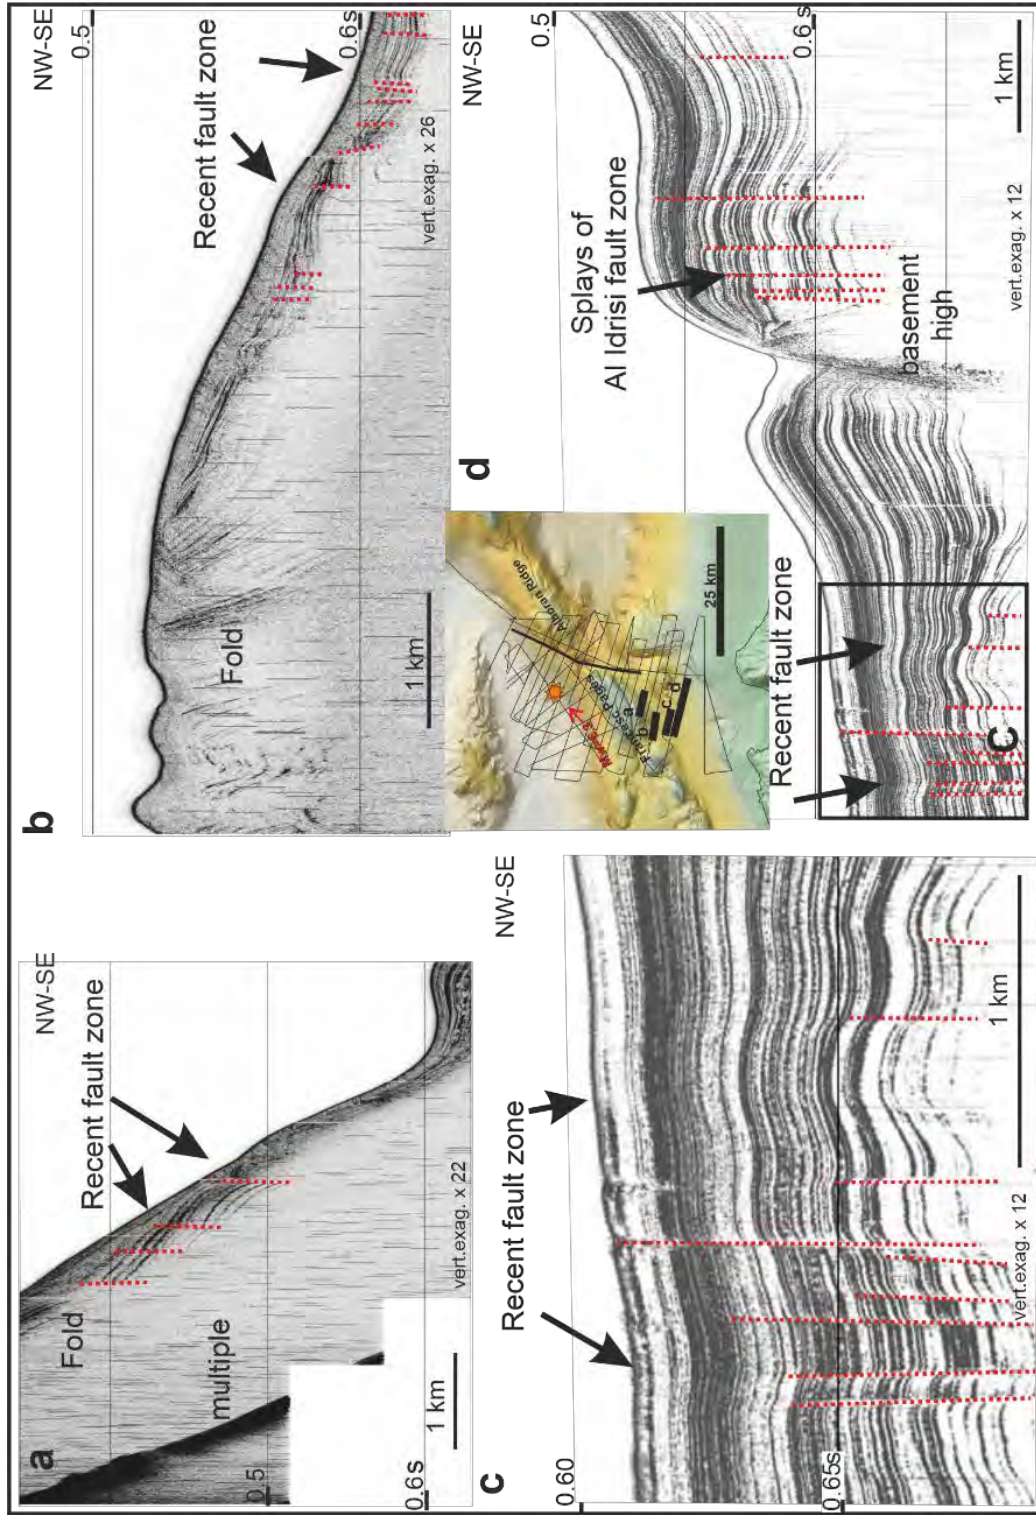 a
NW-SE
Recent fault zone
Fold
multiple
0.5
0.6s
1 km
vert.exag. x 22
b
NW-SE
0.5
Recent fault zone
0.6s
Fold
1 km
vert.exag. x 26
c
NW-SE
0.60
Recent fault zone
0.65s
1 km
vert.exag. x 12
d
NW-SE
0.5
Splays of
Al Idrisi fault zone
0.6s
basement
high
Recent fault zone
C
1 km
vert.exag. x 12
Alboran Ridge
Francesc Pagès
a
b
c
d
25 km